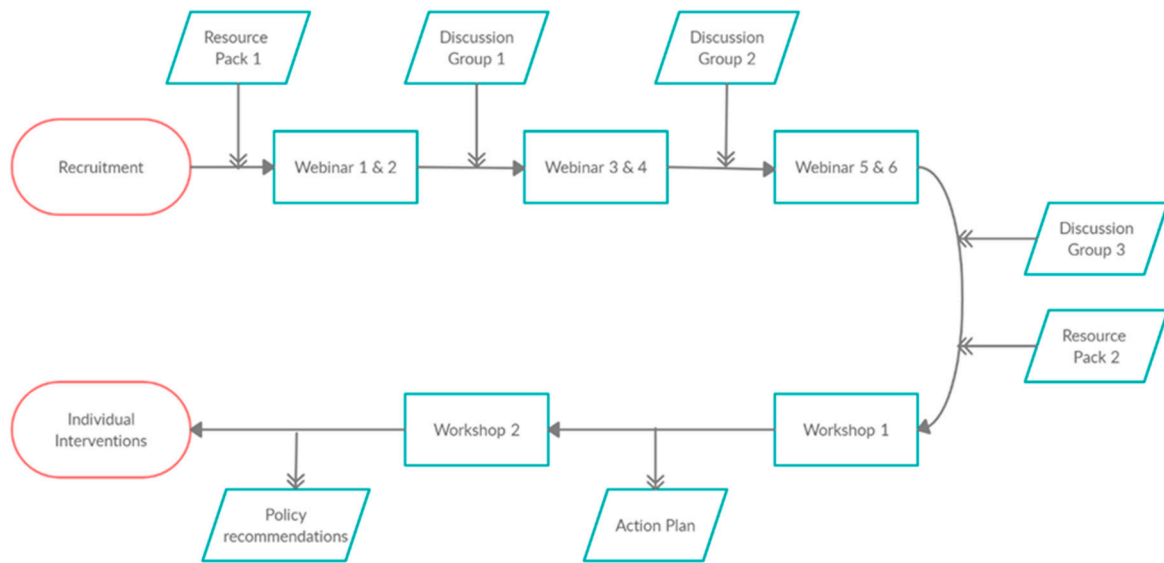 Resource
Pack 1
Discussion
Group 1
Discussion
Group 2
Recruitment
Webinar 1 & 2
Webinar 3 & 4
Webinar 5 & 6
Discussion
Group 3
Resource
Pack 2
Individual
Interventions
Workshop 2
Workshop 1
Policy
recommendations
Action Plan